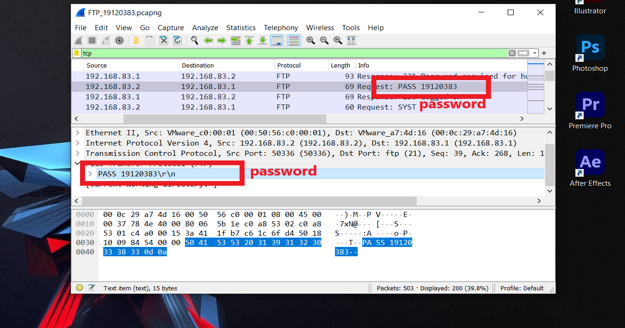 FTP_19120383.pcapng
File Edit View Go Capture Analyze Statistics Telephony Wireless Tools Help
tcp
Source Destination Protocol Length Info
192.168.83.1 192.168.83.2 FTP 93 Response: 331 Password required for
192.168.83.2 192.168.83.1 FTP 69 Request: PASS 19120383
192.168.83.1 192.168.83.2 FTP 69
password
192.168.83.2 192.168.83.1 FTP 60 Request: SYST
Ethernet II, Src: VMware_c0:00:01 (00:50:56:c0:00:01), Dst: VMware_a7:4d:16 (00:0c:29:a7:4d:16)
Internet Protocol Version 4, Src: 192.168.83.2 (192.168.83.2), Dst: 192.168.83.1 (192.168.83.1)
Transmission Control Protocol, Src Port: 50336 (50336), Dst Port: ftp (21), Seq: 39, Ack: 268, Len: 1
PASS 19120383\r\n
password
0000 00 0c 29 a7 4d 16 00 50 56 c0 00 01 08 00 45 00 ··)·M··P V·····E·
0010 00 37 78 4e 40 00 80 06 5b 1e c0 a8 53 02 c0 a8 ·7xN@··· [···S···
0020 53 01 c4 a0 00 15 3a 41 1f b7 c6 1c 6f d4 50 18 S·····:A ····o·P·
0030 10 09 84 54 00 00 50 41 53 53 20 31 39 31 32 30 ···T··PA SS 19120
0040 33 38 33 0d 0a 383··
Text item (text), 15 bytes
Packets: 503 · Displayed: 200 (39.8%)
Profile: Default
Illustrator
Ps
Photoshop
Pr
Premiere Pro
Ae
After Effects